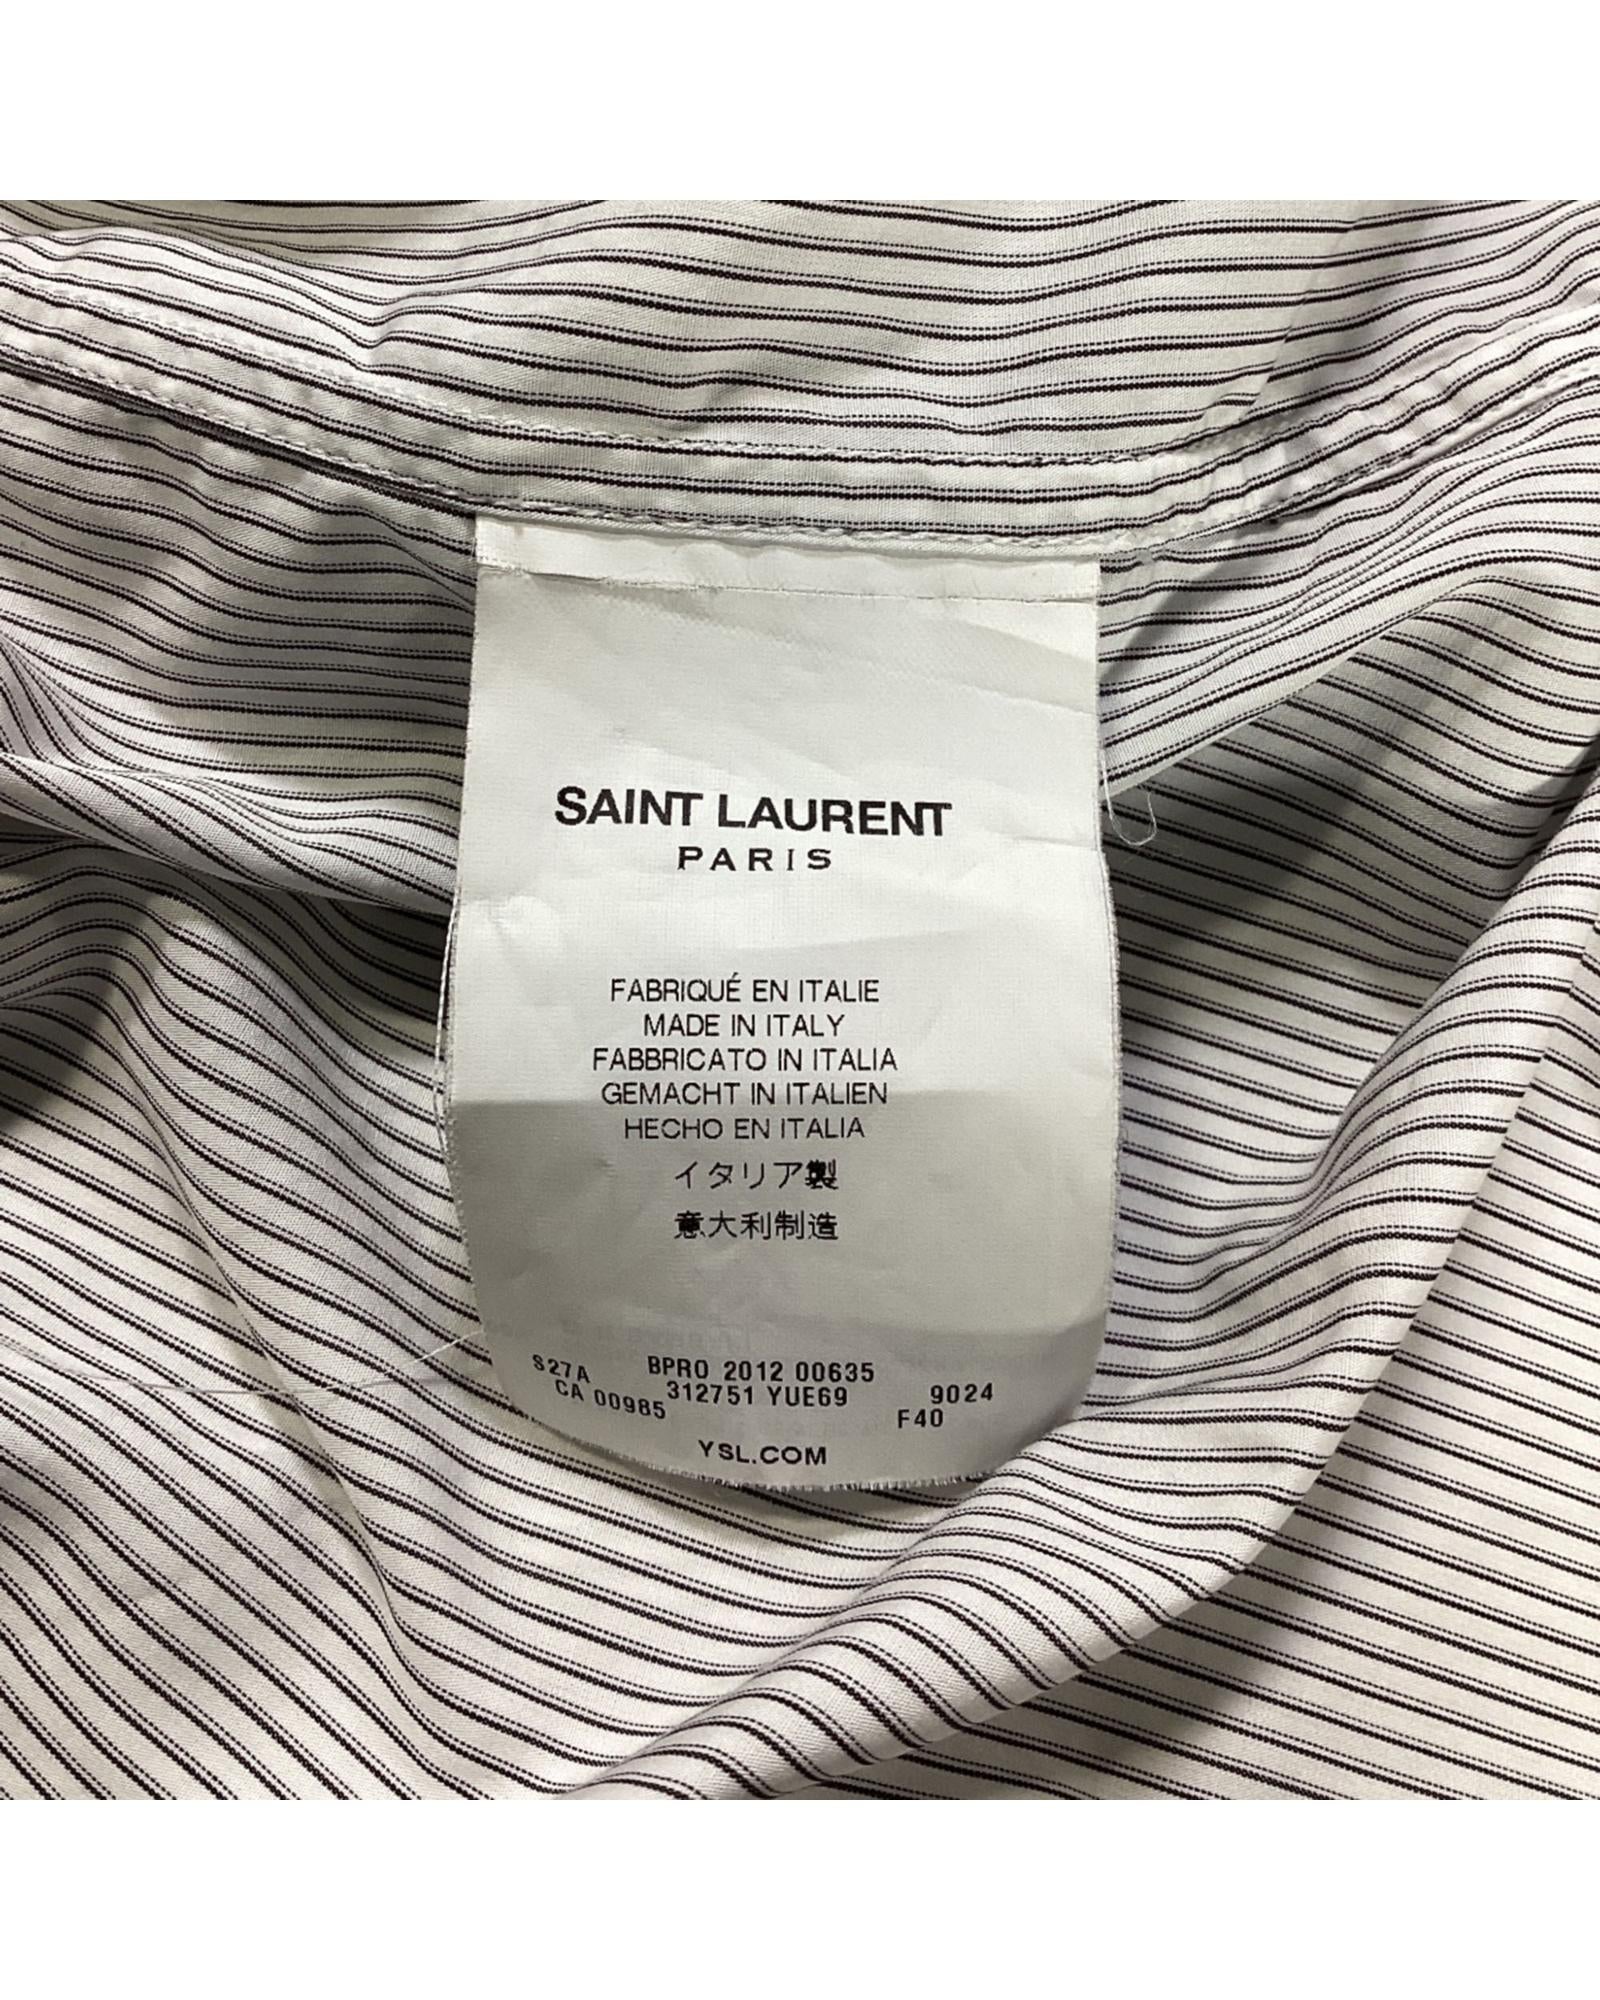 SAINT LAURENT
PARIS
FABRIQUÉ EN ITALIE
MADE IN ITALY
FABBRICATO IN ITALIA
GEMACHT IN ITALIEN
HECHO EN ITALIA
イタリア製
意大利制造
S27A BPRO 2012 00635
CA 00985 312751 YUE69 9024
F40
YSL.COM